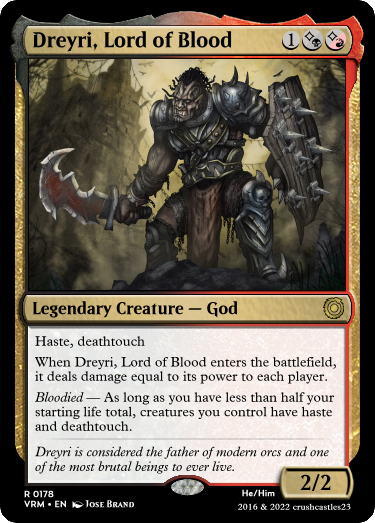 Dreyri, Lord of Blood 1
Legendary Creature — God
Haste, deathtouch
When Dreyri, Lord of Blood enters the battlefield,
it deals damage equal to its power to each player.
Bloodied — As long as you have less than half your
starting life total, creatures you control have haste
and deathtouch.
Dreyri is considered the father of modern orcs and one
of the most brutal beings to ever live.
2/2
R 0178 He/Him
VRM • EN Jose Brand 2016 & 2022 crushcastles23